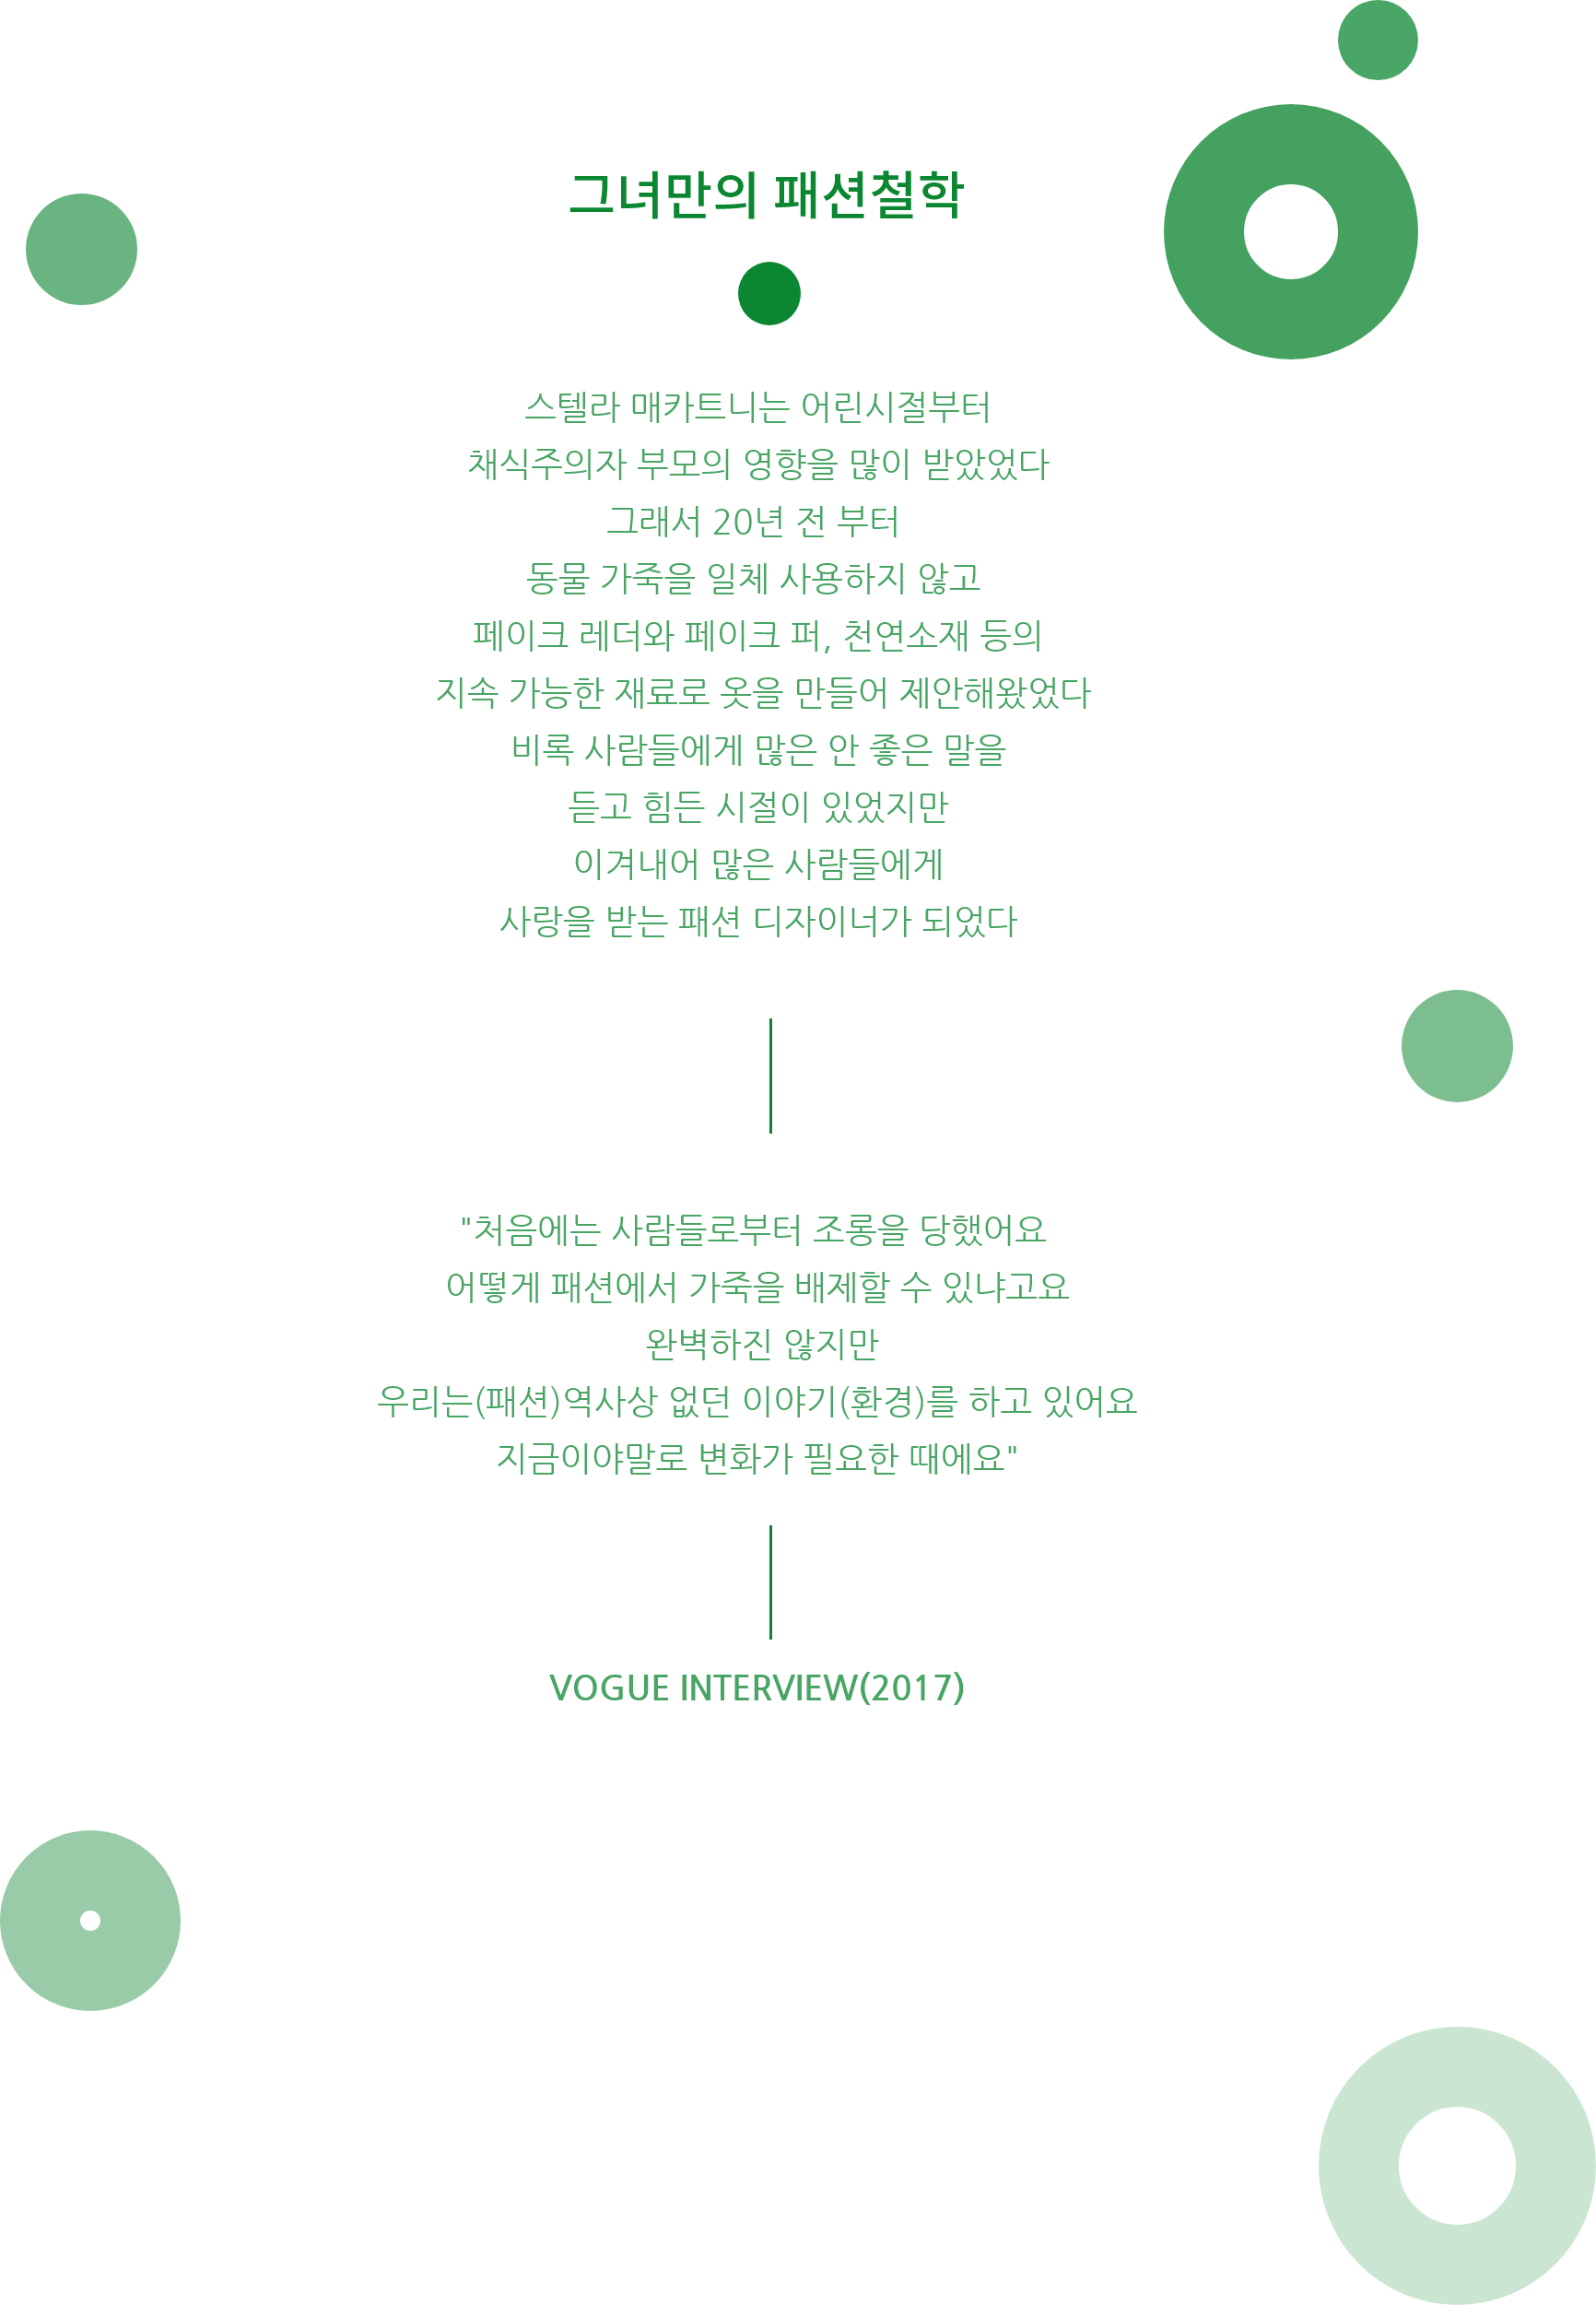 그녀만의 패션철학
스텔라 매카트니는 어린시절부터
채식주의자 부모의 영향을 많이 받았었다
그래서 20년 전 부터
동물 가죽을 일체 사용하지 않고
페이크 레더와 페이크 퍼, 천연소재 등의
지속 가능한 재료로 옷을 만들어 제안해왔었다
비록 사람들에게 많은 안 좋은 말을
듣고 힘든 시절이 있었지만
이겨내어 많은 사람들에게
사랑을 받는 패션 디자이너가 되었다
"처음에는 사람들로부터 조롱을 당했어요
어떻게 패션에서 가죽을 배제할 수 있냐고요
완벽하진 않지만
우리는(패션)역사상 없던 이야기(환경)를 하고 있어요
지금이야말로 변화가 필요한 때에요"
VOGUE INTERVIEW(2017)